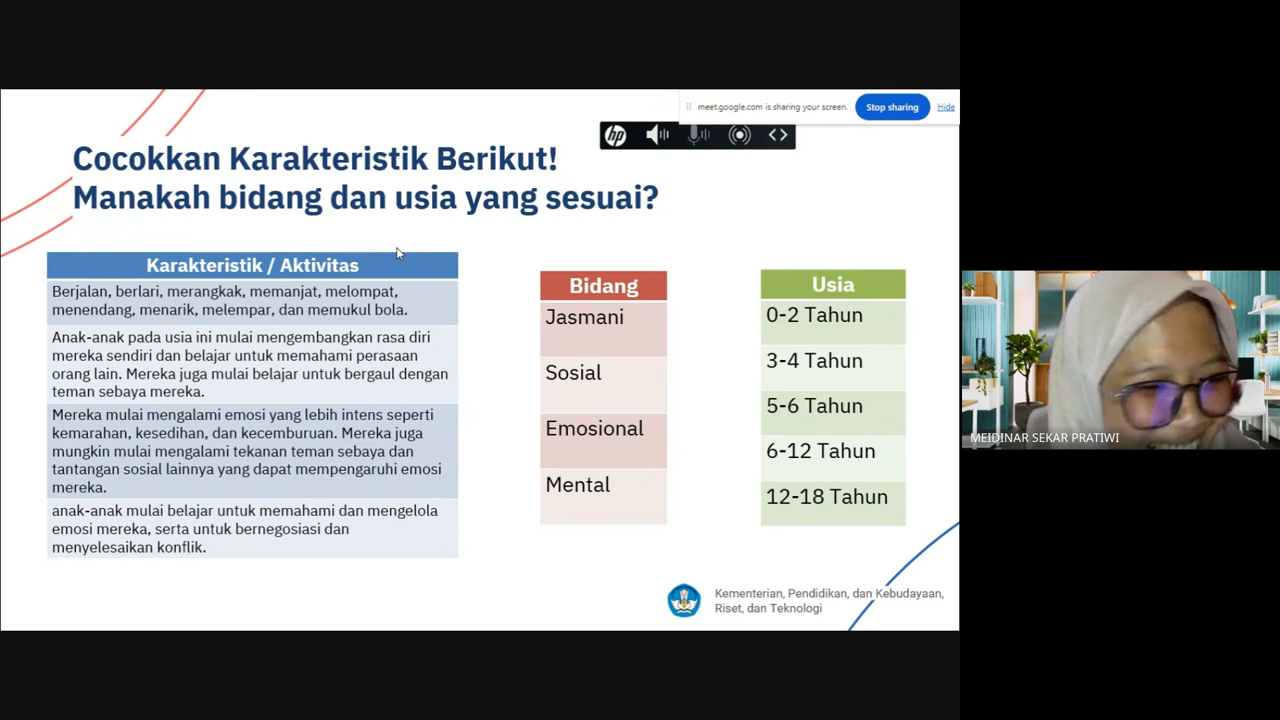 meet.google.com is sharing your screen.
Stop sharing
Hide
hp
Cocokkan Karakteristik Berikut!
Manakah bidang dan usia yang sesuai?
Karakteristik / Aktivitas
Berjalan, berlari, merangkak, memanjat, melompat,
menendang, menarik, melempar, dan memukul bola.
Anak-anak pada usia ini mulai mengembangkan rasa diri
mereka sendiri dan belajar untuk memahami perasaan
orang lain. Mereka juga mulai belajar untuk bergaul dengan
teman sebaya mereka.
Mereka mulai mengalami emosi yang lebih intens seperti
kemarahan, kesedihan, dan kecemburuan. Mereka juga
mungkin mulai mengalami tekanan teman sebaya dan
tantangan sosial lainnya yang dapat mempengaruhi emosi
mereka.
anak-anak mulai belajar untuk memahami dan mengelola
emosi mereka, serta untuk bernegosiasi dan
menyelesaikan konflik.
Bidang
Jasmani
Sosial
Emosional
Mental
Usia
0-2 Tahun
3-4 Tahun
5-6 Tahun
6-12 Tahun
12-18 Tahun
Kementerian, Pendidikan, dan Kebudayaan,
Riset, dan Teknologi
MEIDINAR SEKAR PRATIWI